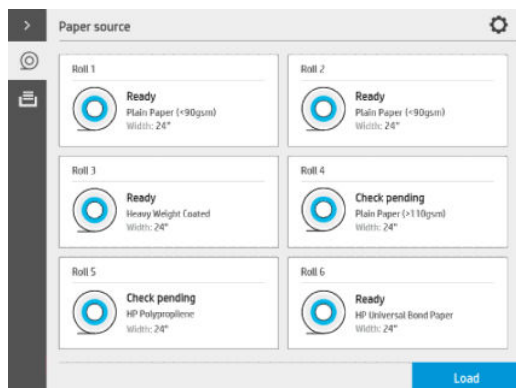 Paper source
Roll 1
Ready
Plain Paper (<90gsm)
Width: 24"
Roll 2
Ready
Plain Paper (<90gsm)
Width: 24"
Roll 3
Ready
Heavy Weight Coated
Width: 24"
Roll 4
Check pending
Plain Paper (>110gsm)
Width: 24"
Roll 5
Check pending
HP Polypropilene
Width: 24"
Roll 6
Ready
HP Universal Bond Paper
Width: 24"
Load